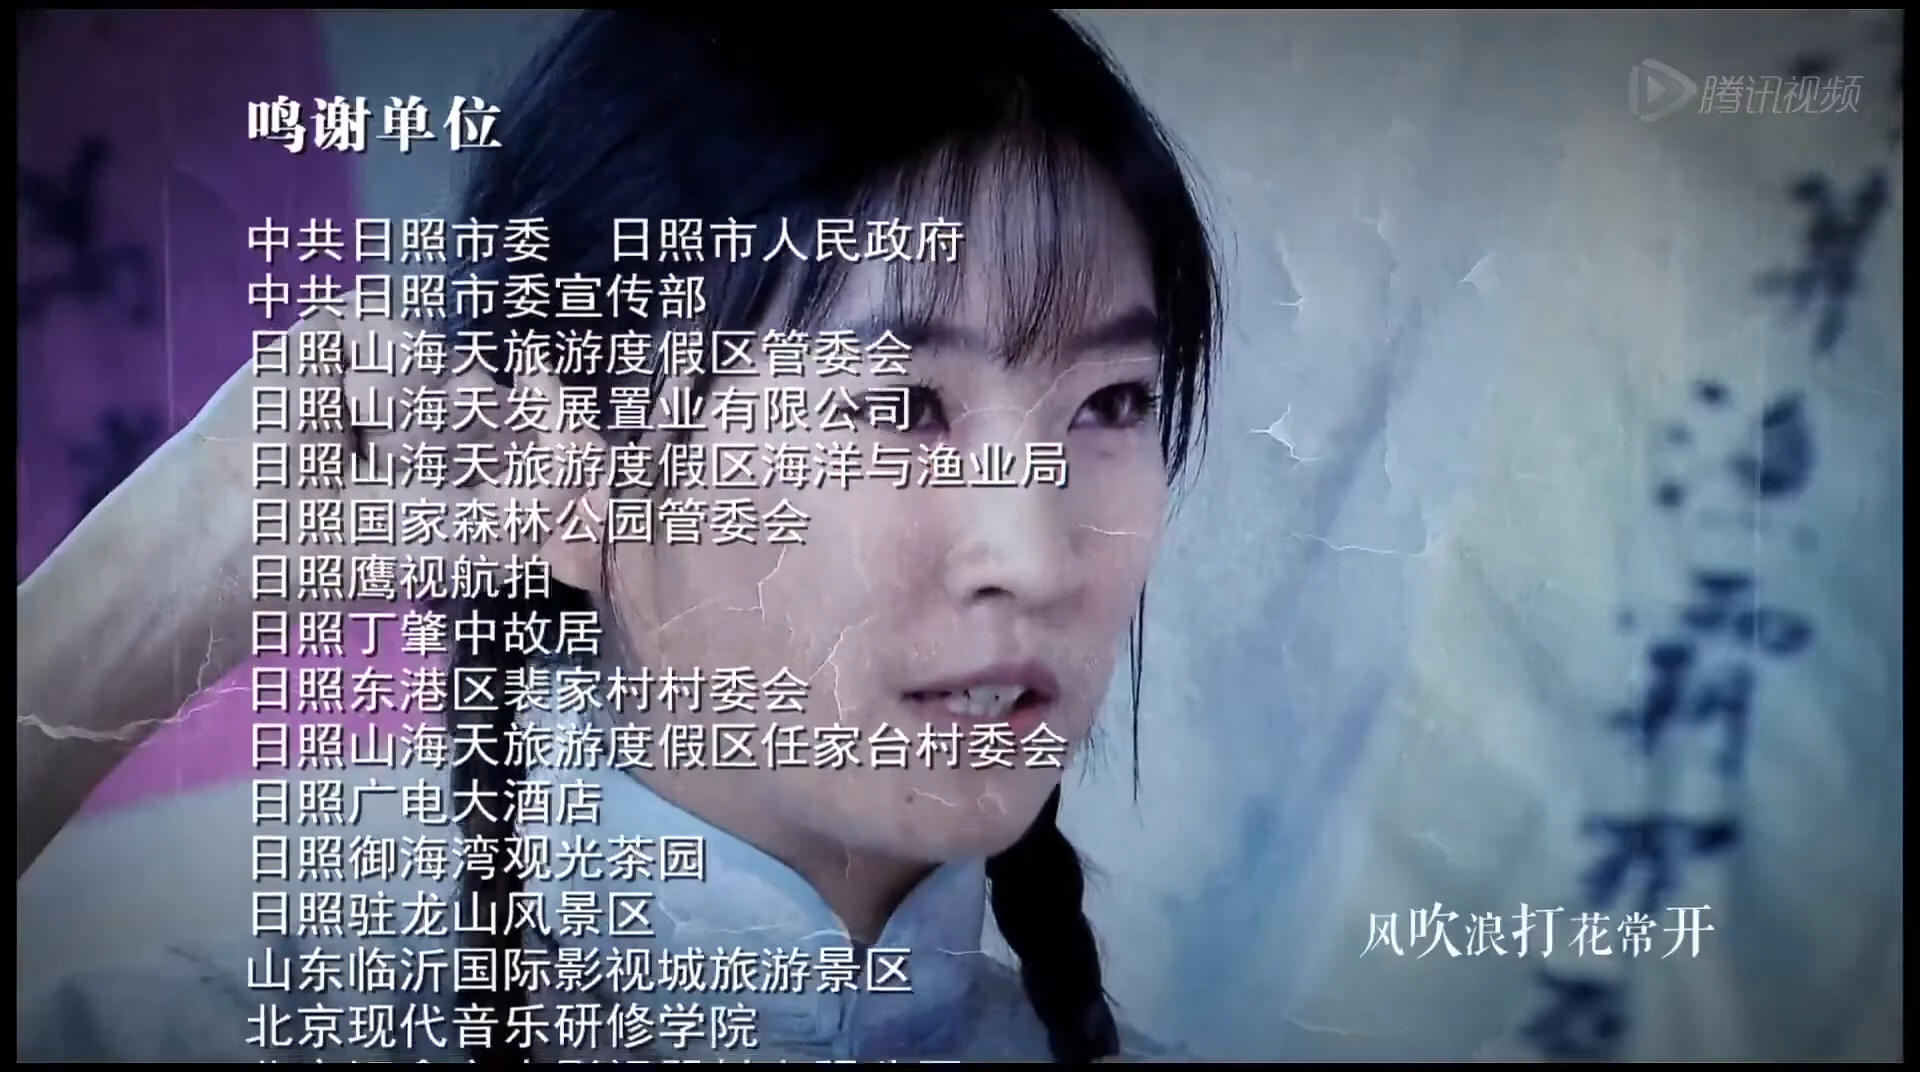 腾讯视频
鸣谢单位
中共日照市委 日照市人民政府
中共日照市委宣传部
日照山海天旅游度假区管委会
日照山海天发展置业有限公司
日照山海天旅游度假区海洋与渔业局
日照国家森林公园管委会
日照鹰视航拍
日照丁肇中故居
日照东港区裴家村村委会
日照山海天旅游度假区任家台村委会
日照广电大酒店
日照御海湾观光茶园
日照驻龙山风景区
山东临沂国际影视城旅游景区
北京现代音乐研修学院
风吹浪打花常开